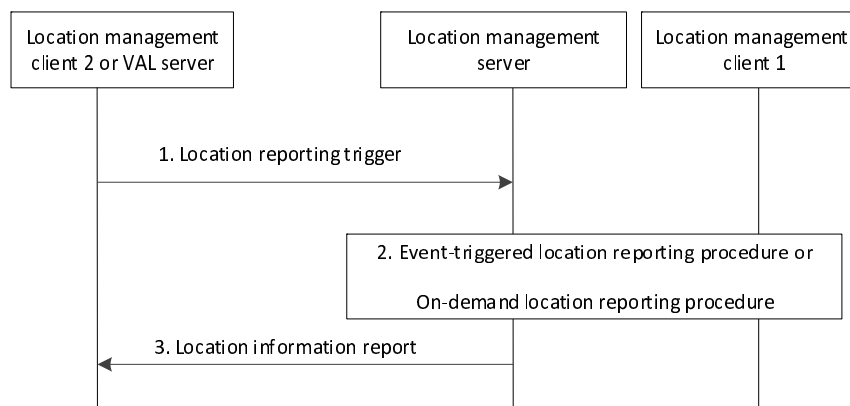 Location management
client 2 or VAL server
Location management
server
Location management
client 1
1. Location reporting trigger
2. Event-triggered location reporting procedure or
On-demand location reporting procedure
3. Location information report